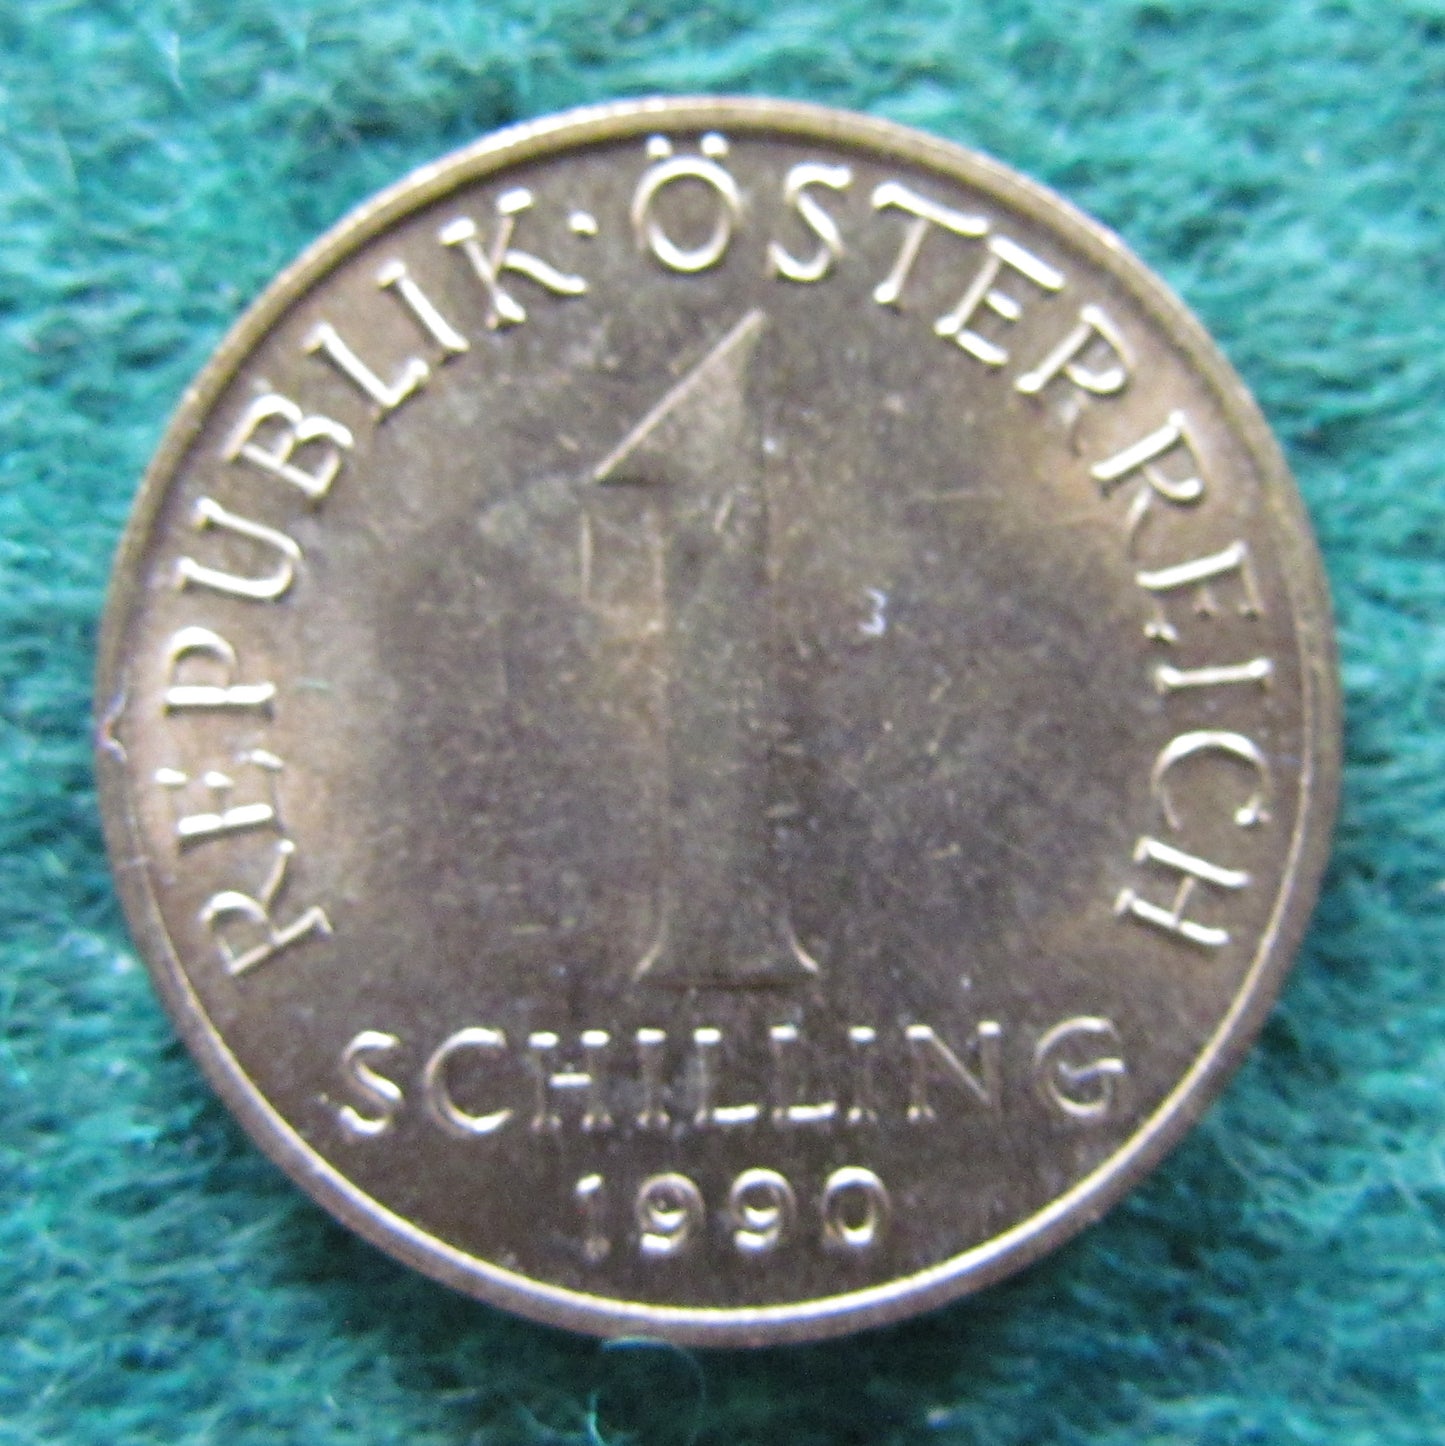 REPUBLIK · ÖSTERREICH
1
SCHILLING
1990